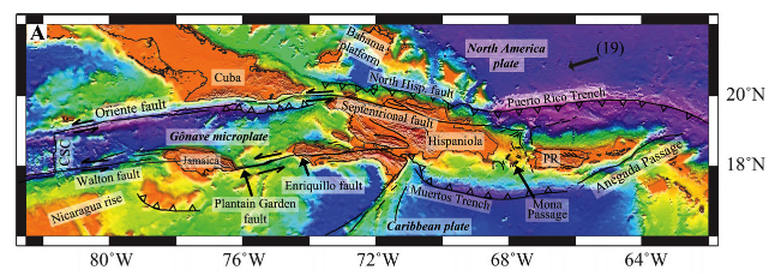 A
Bahama
platform
North America
plate
(19)
Cuba
North Hisp. fault
Puerto Rico Trench
20°N
Oriente fault
Septentrional fault
Gônave microplate
Hispaniola
CSC
Jamaica
PR
18°N
Walton fault
Enriquillo fault
Anegada Passage
Nicaragua rise
Plantain Garden
fault
Muertos Trench
Mona
Passage
Caribbean plate
80°W
76°W
72°W
68°W
64°W